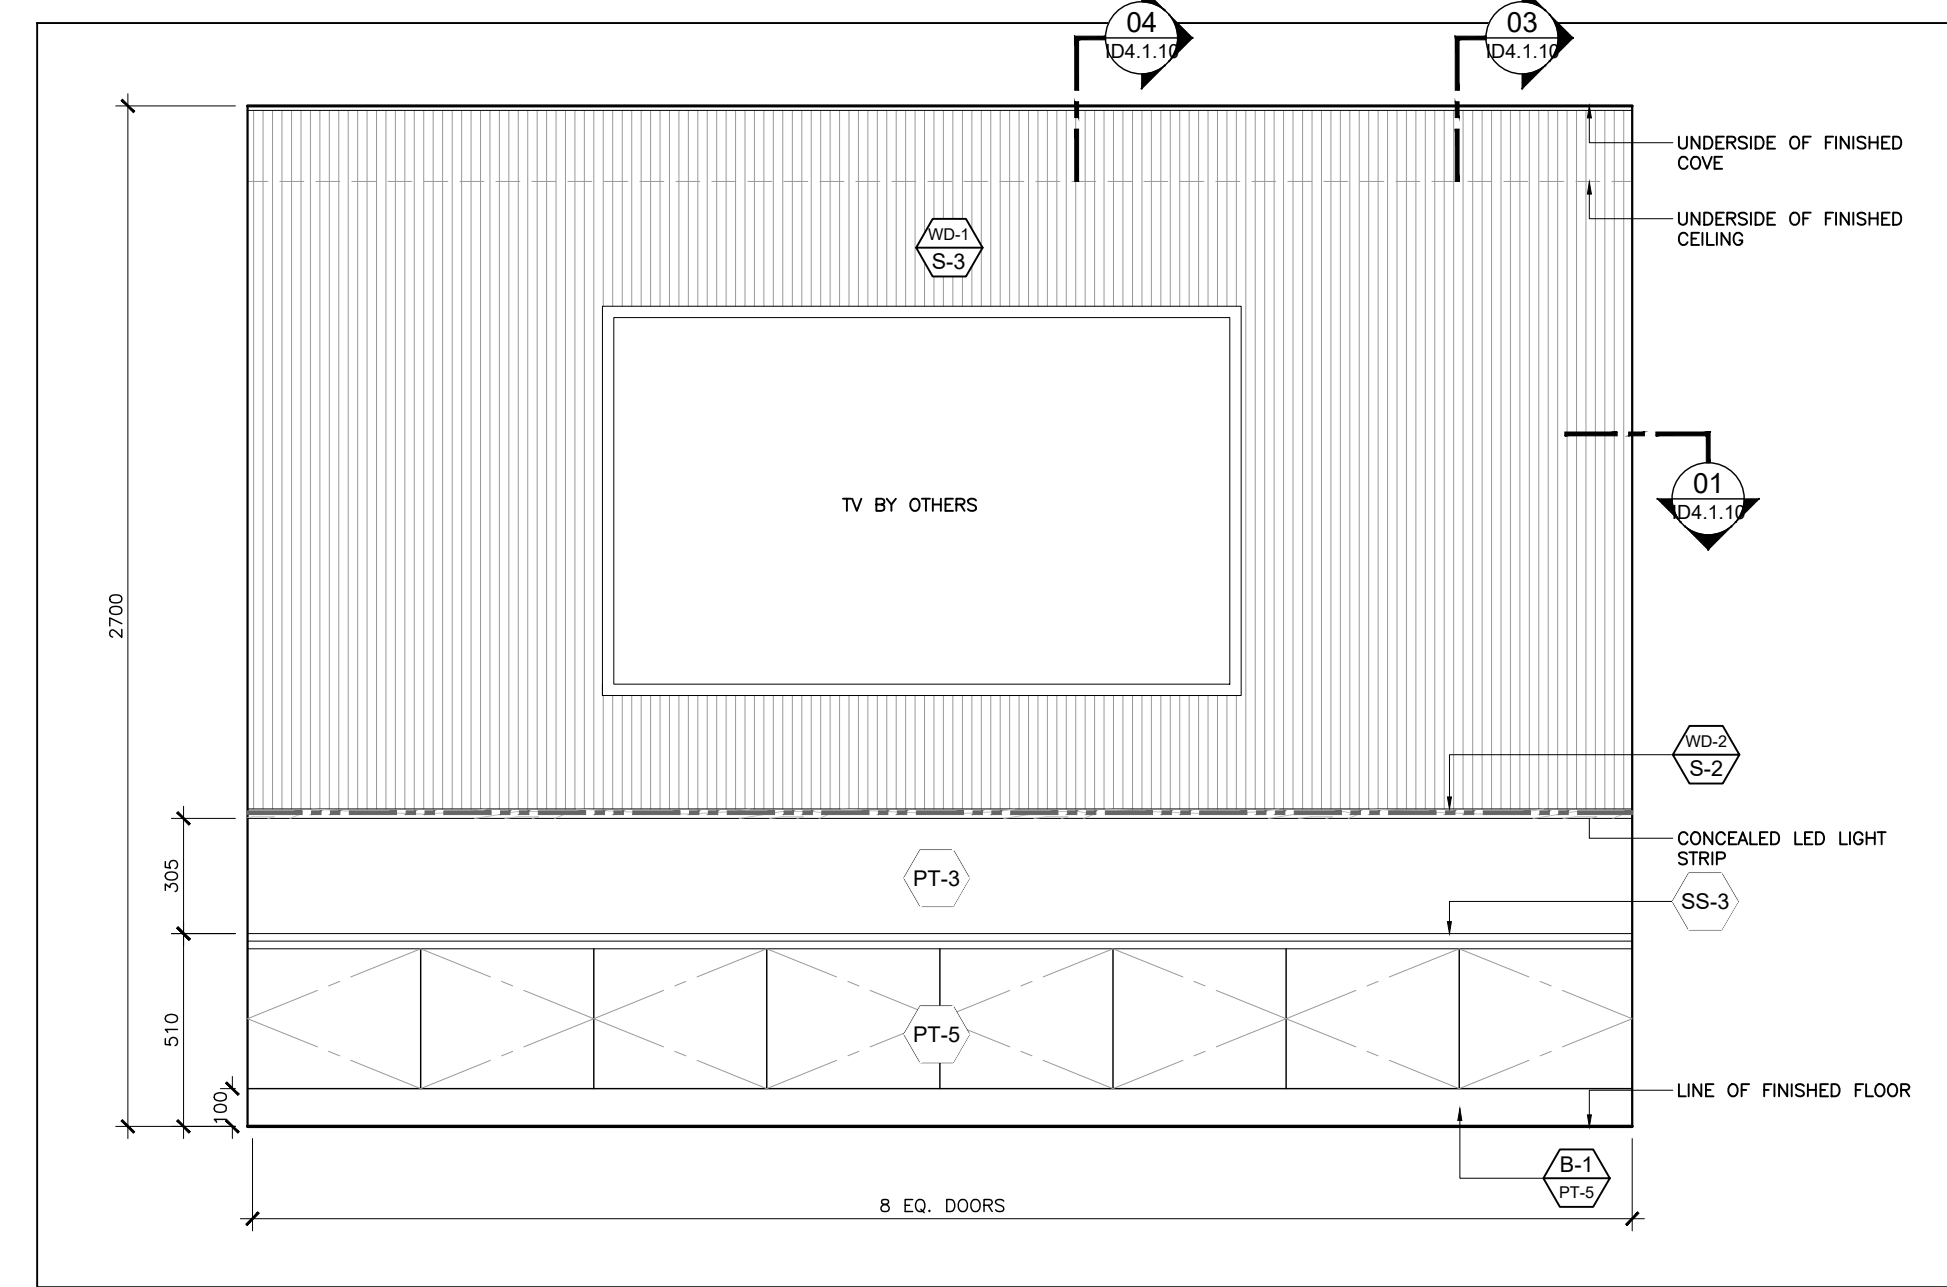 04
ID4.1.10
03
ID4.1.10
UNDERSIDE OF FINISHED
COVE
UNDERSIDE OF FINISHED
CEILING
WD-1
S-3
TV BY OTHERS
01
ID4.1.10
2700
WD-2
S-2
CONCEALED LED LIGHT
STRIP
305
PT-3
SS-3
510
PT-5
100
LINE OF FINISHED FLOOR
B-1
PT-5
8 EQ. DOORS